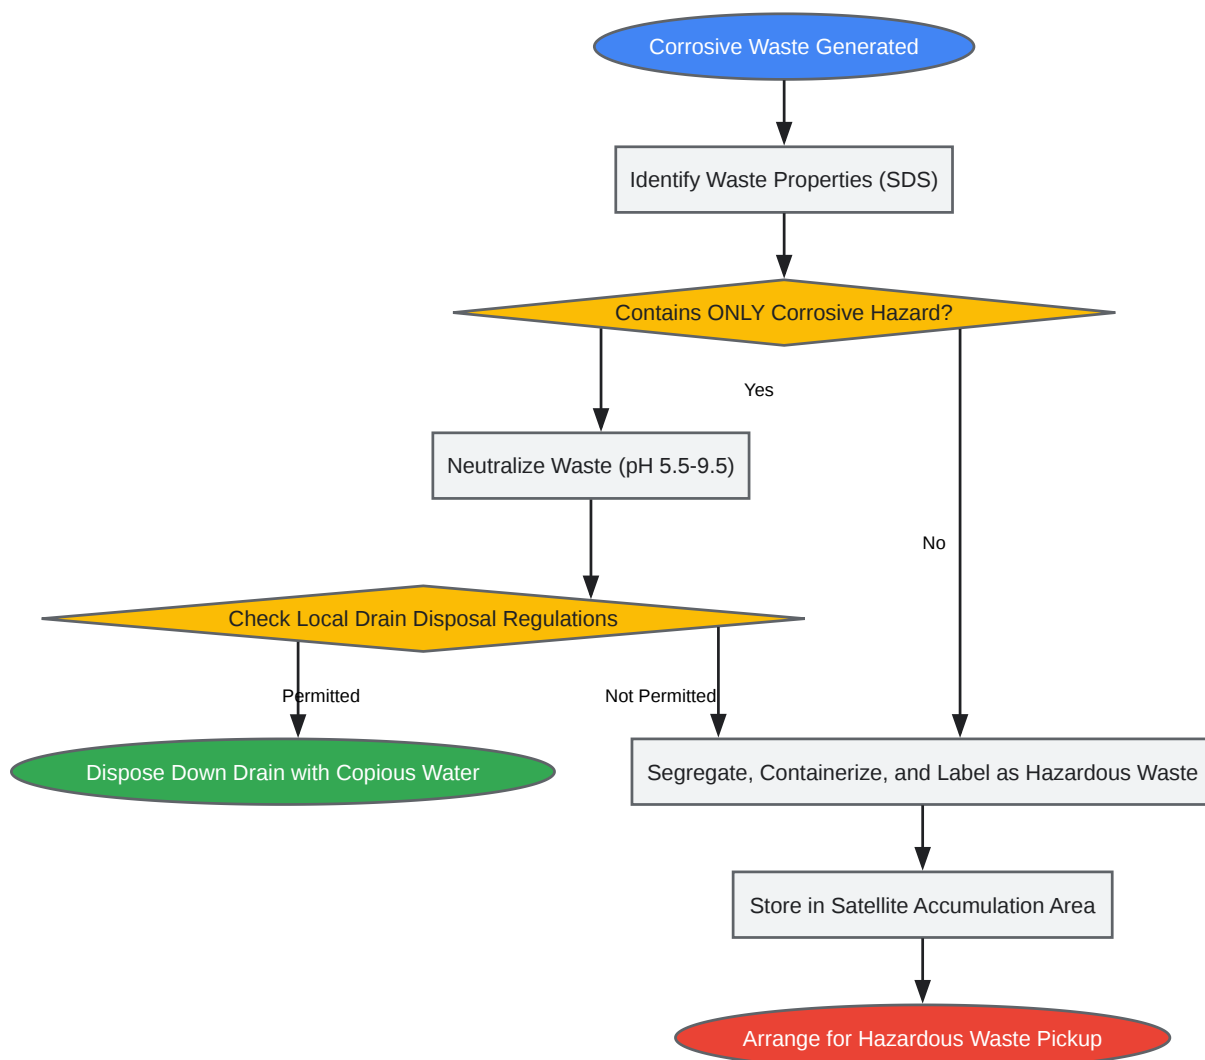 Corrosive Waste Generated
Identify Waste Properties (SDS)
Contains ONLY Corrosive Hazard?
Yes
Neutralize Waste (pH 5.5-9.5)
No
Check Local Drain Disposal Regulations
Permitted
Not Permitted
Dispose Down Drain with Copious Water
Segregate, Containerize, and Label as Hazardous Waste
Store in Satellite Accumulation Area
Arrange for Hazardous Waste Pickup